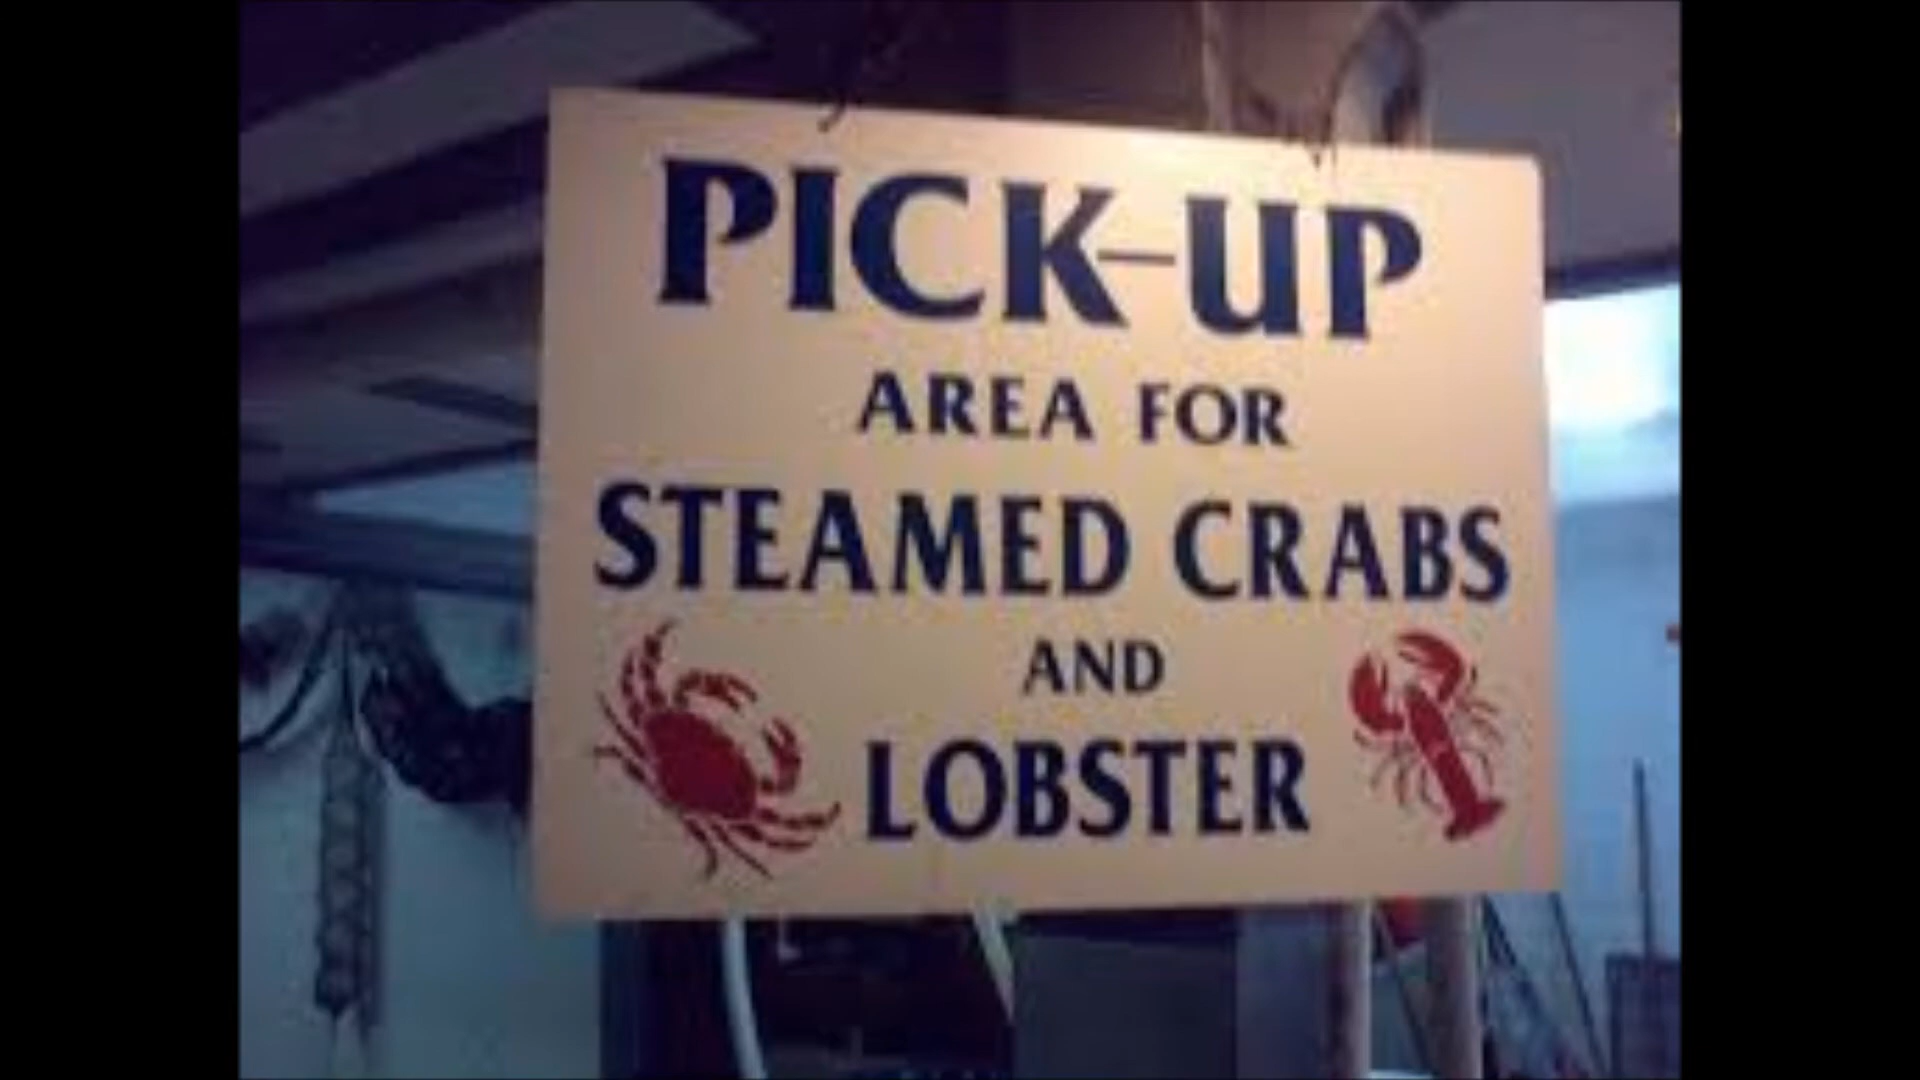 PICK-UP
AREA FOR
STEAMED CRABS
AND
LOBSTER